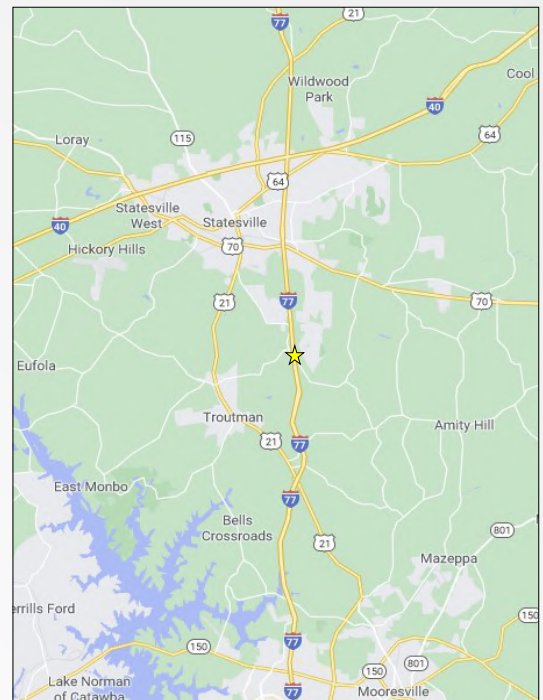 21
77
Wildwood
Park
Cool
40
115
64
Loray
64
Statesville
West
Statesville
40
Hickory Hills
70
21
77
70
Eufola
Troutman
21
77
Amity Hill
77
East Monbo
Bells
Crossroads
801
21
Mazeppa
errills Ford
150
150
77
150
801
Lake Norman
of Catawba
77
Mooresville